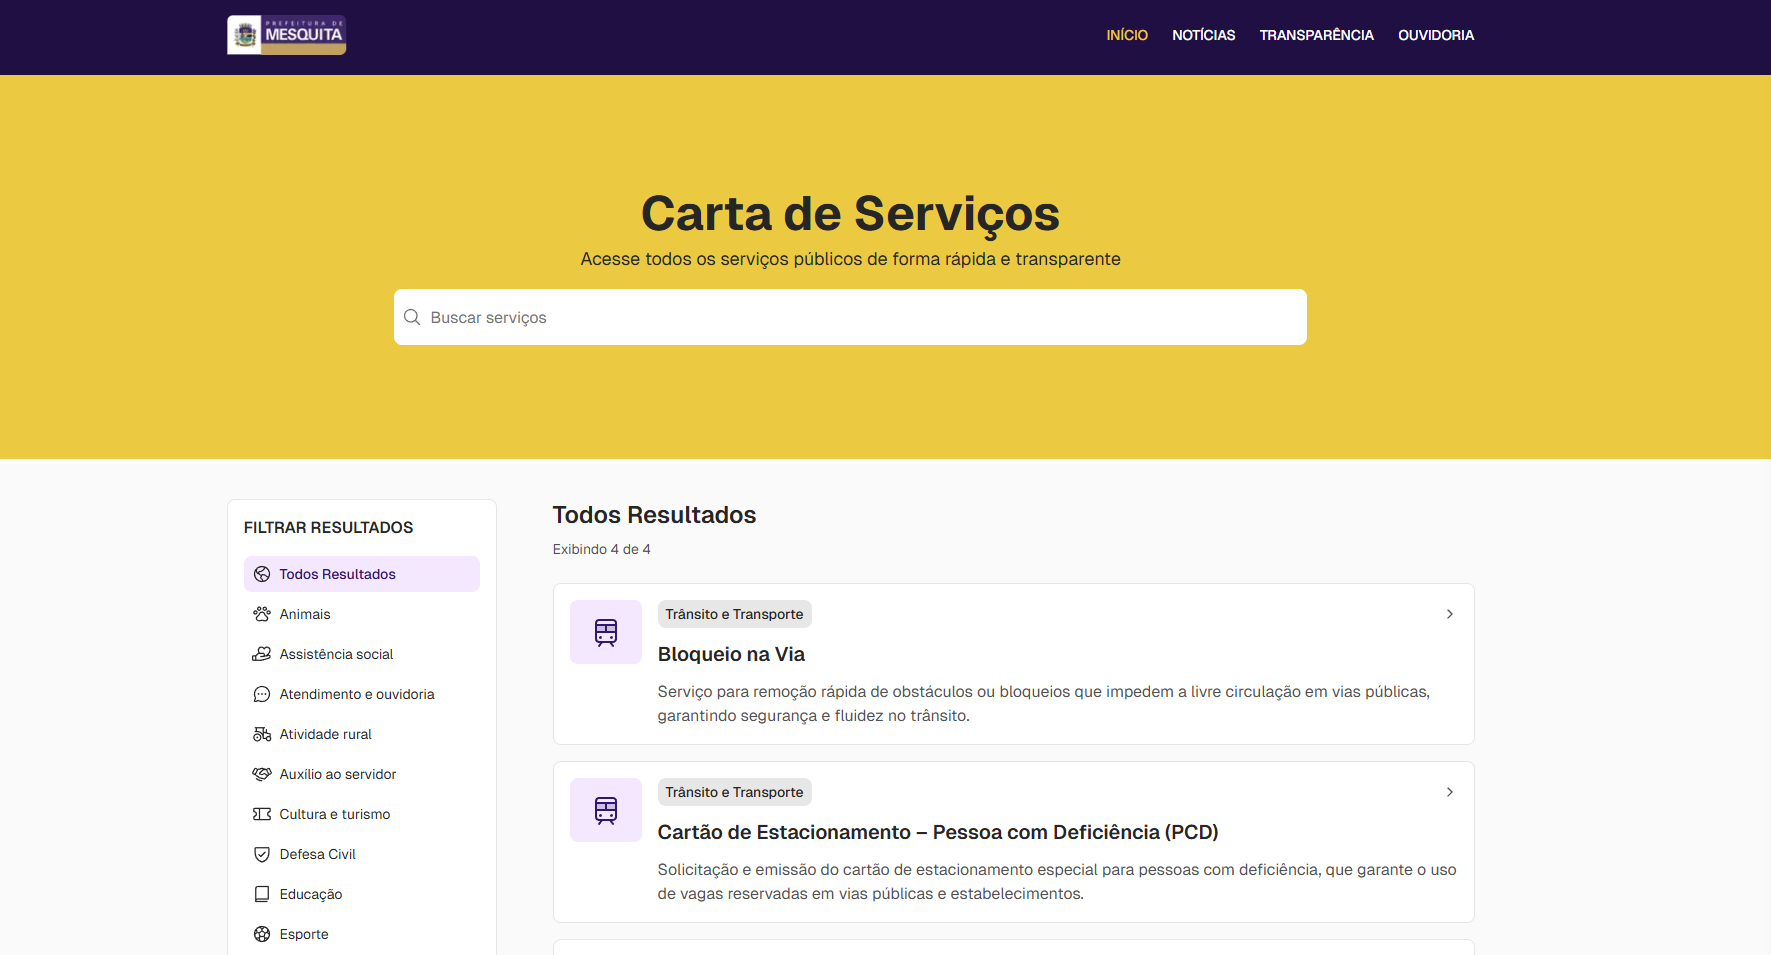 PREFEITURA DE
MESQUITA
INÍCIO
NOTÍCIAS
TRANSPARÊNCIA
OUVIDORIA
Carta de Serviços
Acesse todos os serviços públicos de forma rápida e transparente
Buscar serviços
FILTRAR RESULTADOS
Todos Resultados
Animais
Assistência social
Atendimento e ouvidoria
Atividade rural
Auxílio ao servidor
Cultura e turismo
Defesa Civil
Educação
Esporte
Todos Resultados
Exibindo 4 de 4
Trânsito e Transporte
Bloqueio na Via
Serviço para remoção rápida de obstáculos ou bloqueios que impedem a livre circulação em vias públicas,
garantindo segurança e fluidez no trânsito.
Trânsito e Transporte
Cartão de Estacionamento – Pessoa com Deficiência (PCD)
Solicitação e emissão do cartão de estacionamento especial para pessoas com deficiência, que garante o uso
de vagas reservadas em vias públicas e estabelecimentos.